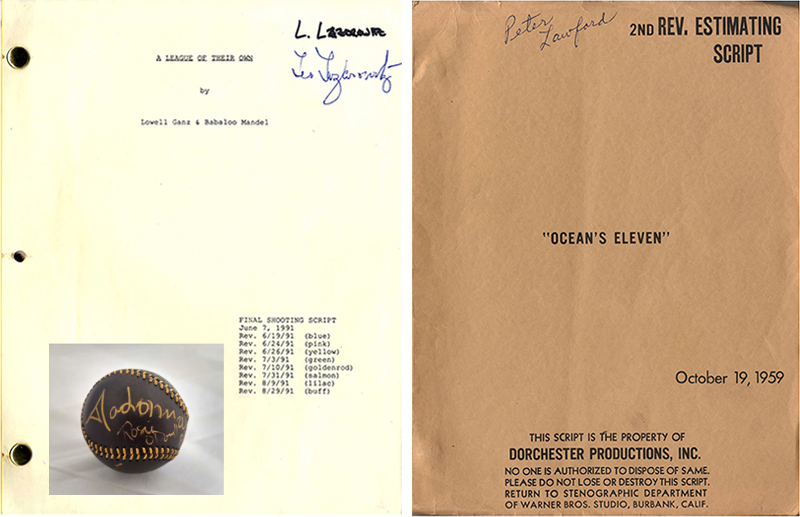 L. LAZOROWITZ
A LEAGUE OF THEIR OWN
by
Lowell Ganz & Babaloo Mandel
FINAL SHOOTING SCRIPT
June 7, 1991
Rev. 6/19/91 (blue)
Rev. 6/24/91 (pink)
Rev. 6/26/91 (yellow)
Rev. 7/3/91 (green)
Rev. 7/10/91 (goldenrod)
Rev. 7/31/91 (salmon)
Rev. 8/9/91 (lilac)
Rev. 8/29/91 (buff)
Madonna
Peter
Lawford
2ND REV. ESTIMATING
SCRIPT
"OCEAN'S ELEVEN"
October 19, 1959
THIS SCRIPT IS THE PROPERTY OF
DORCHESTER PRODUCTIONS, INC.
NO ONE IS AUTHORIZED TO DISPOSE OF SAME.
PLEASE DO NOT LOSE OR DESTROY THIS SCRIPT.
RETURN TO STENOGRAPHIC DEPARTMENT
OF WARNER BROS. STUDIO, BURBANK, CALIF.